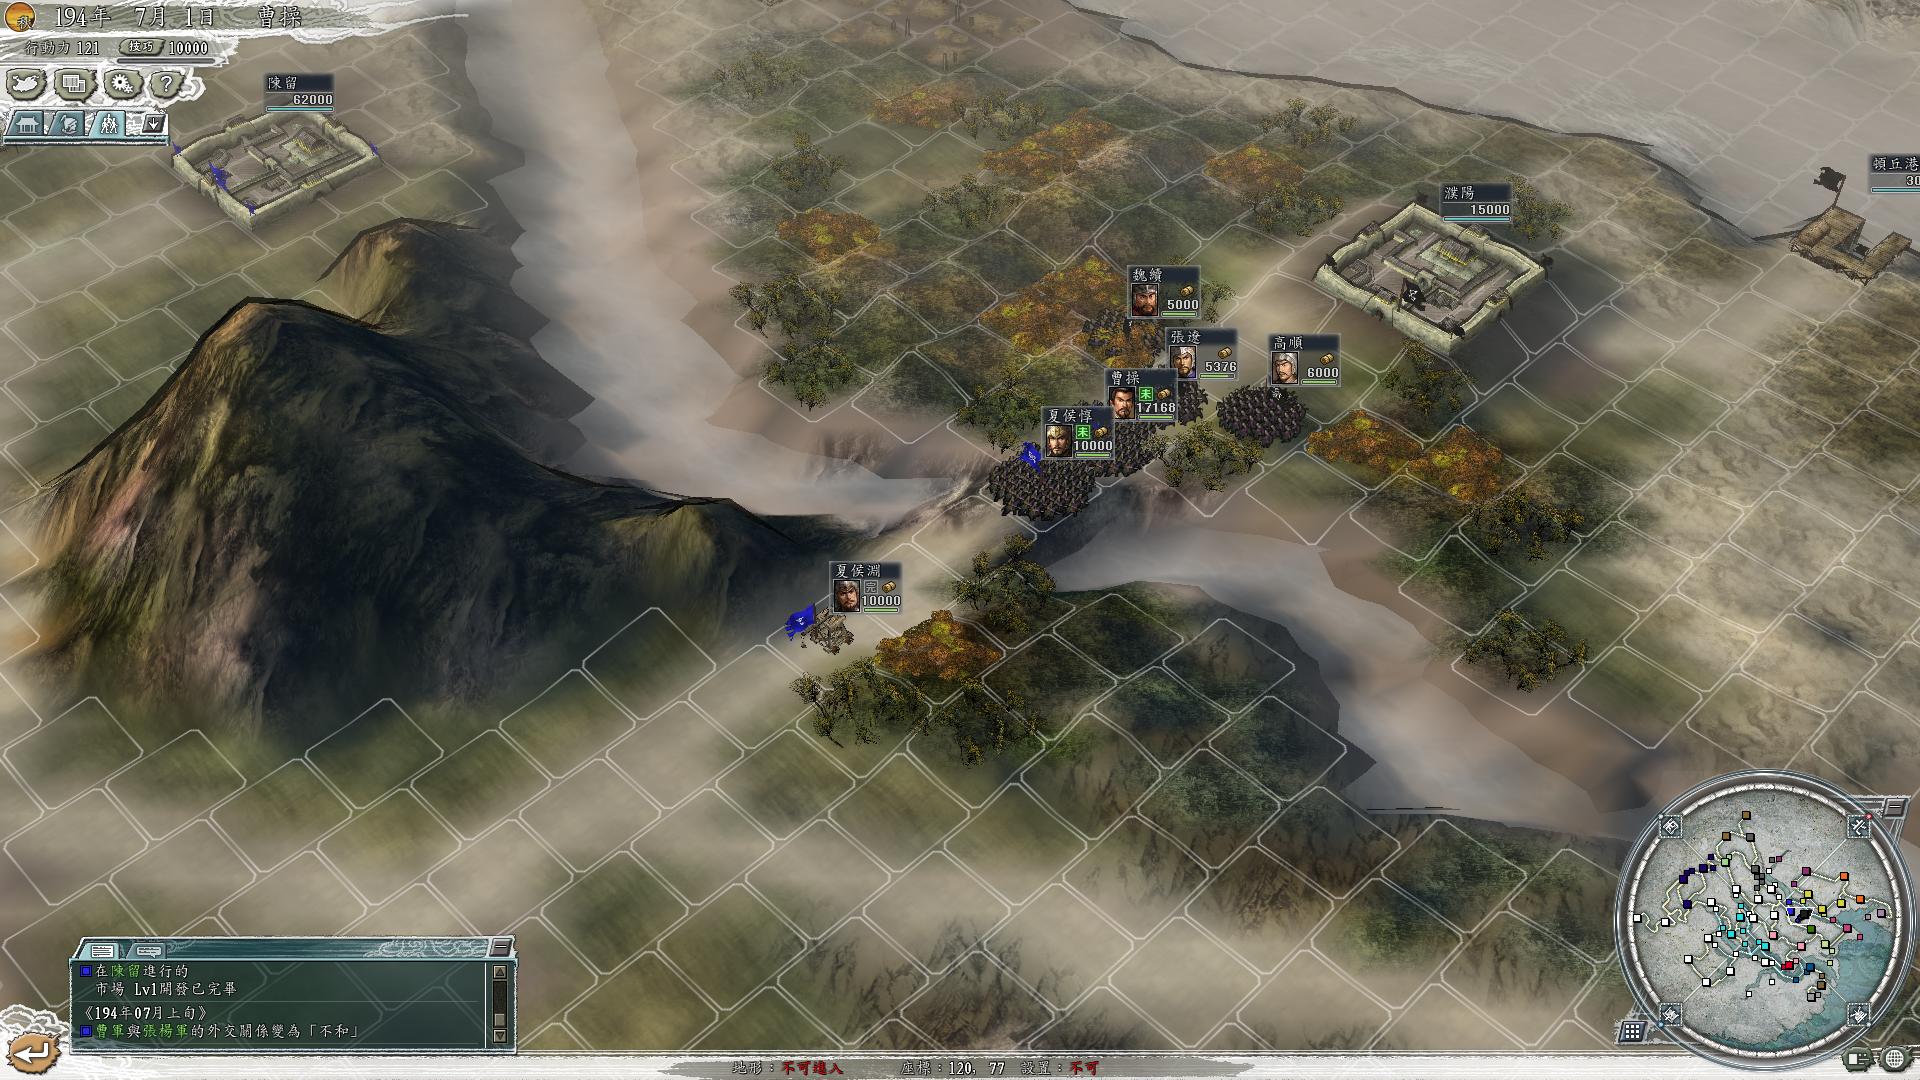 194年 7月 1日 曹操
行動力 121 技巧 10000
陳留
62000
頓丘港
30
濮陽
15000
魏續
5000
張遼
5376
高順
6000
曹操
未
17168
夏侯惇
未
10000
夏侯淵
完
10000
在陳留進行的
市場 Lv1開發已完畢
《194年07月上旬》
曹軍與張楊軍的外交關係變為「不和」
地形：不可進入 座標：120, 77 設置：不可